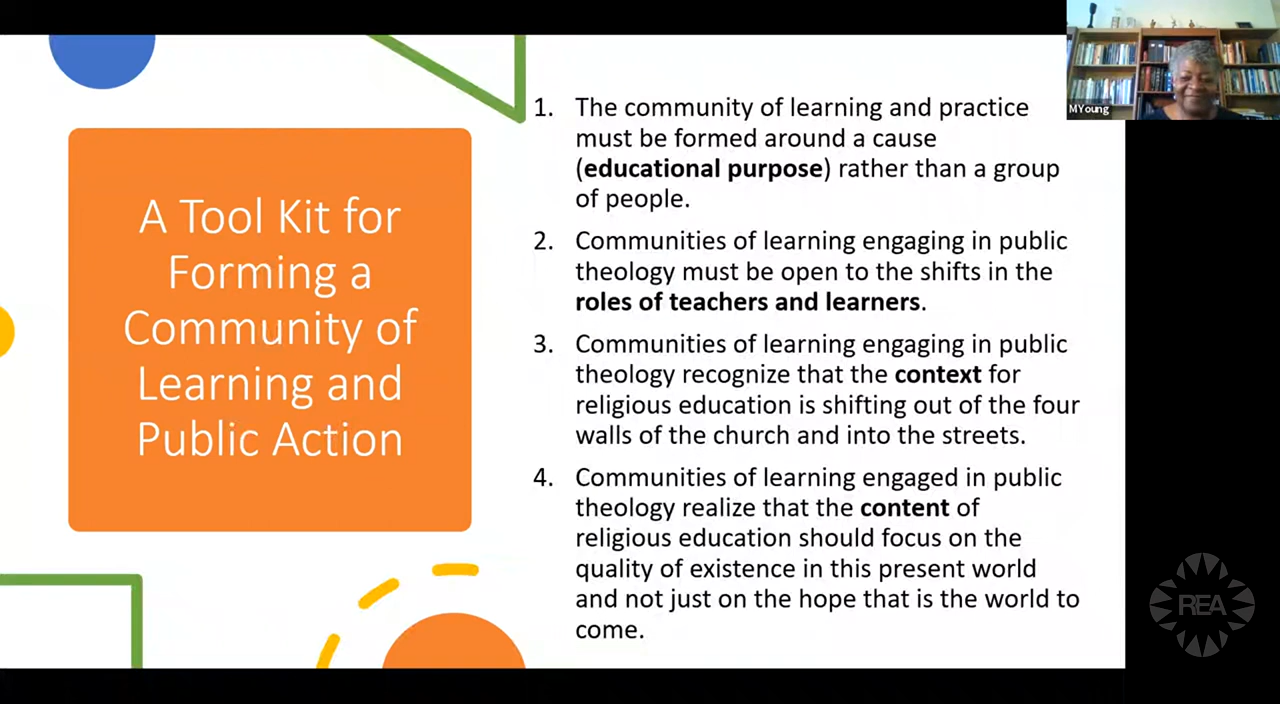 A Tool Kit for
Forming a
Community of
Learning and
Public Action
1. The community of learning and practice
must be formed around a cause
(educational purpose) rather than a group
of people.
2. Communities of learning engaging in public
theology must be open to the shifts in the
roles of teachers and learners.
3. Communities of learning engaging in public
theology recognize that the context for
religious education is shifting out of the four
walls of the church and into the streets.
4. Communities of learning engaged in public
theology realize that the content of
religious education should focus on the
quality of existence in this present world
and not just on the hope that is the world to
come.
MYoung
REA